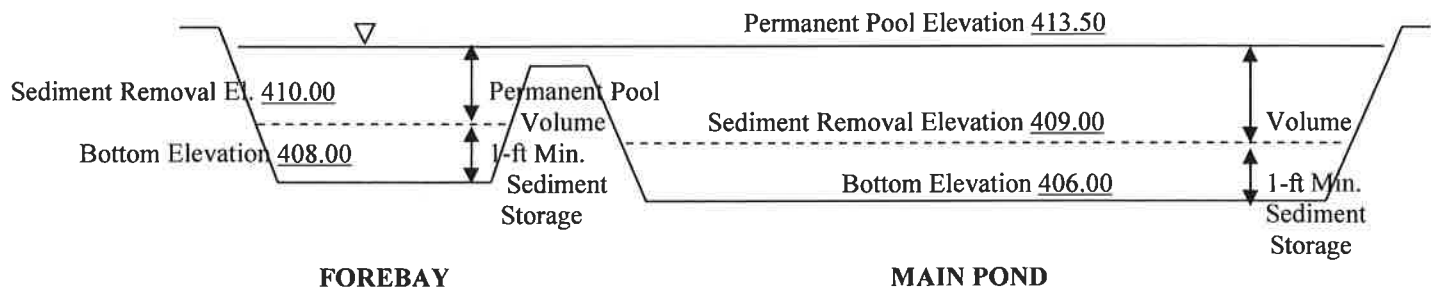 Permanent Pool Elevation 413.50
Sediment Removal El. 410.00
Permanent Pool
Volume
Sediment Removal Elevation 409.00
Volume
Bottom Elevation 408.00
1-ft Min.
Sediment
Storage
Bottom Elevation 406.00
1-ft Min.
Sediment
Storage
FOREBAY
MAIN POND